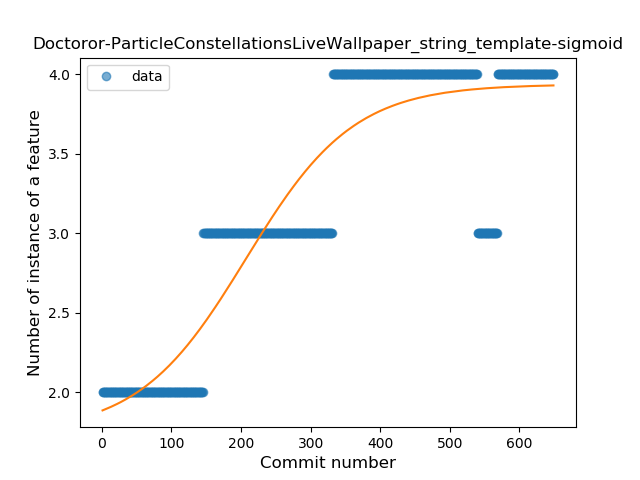 Doctoror-ParticleConstellationsLiveWallpaper_string_template-sigmoid
data
Number of instance of a feature
4.0
3.5
3.0
2.5
2.0
0 100 200 300 400 500 600
Commit number